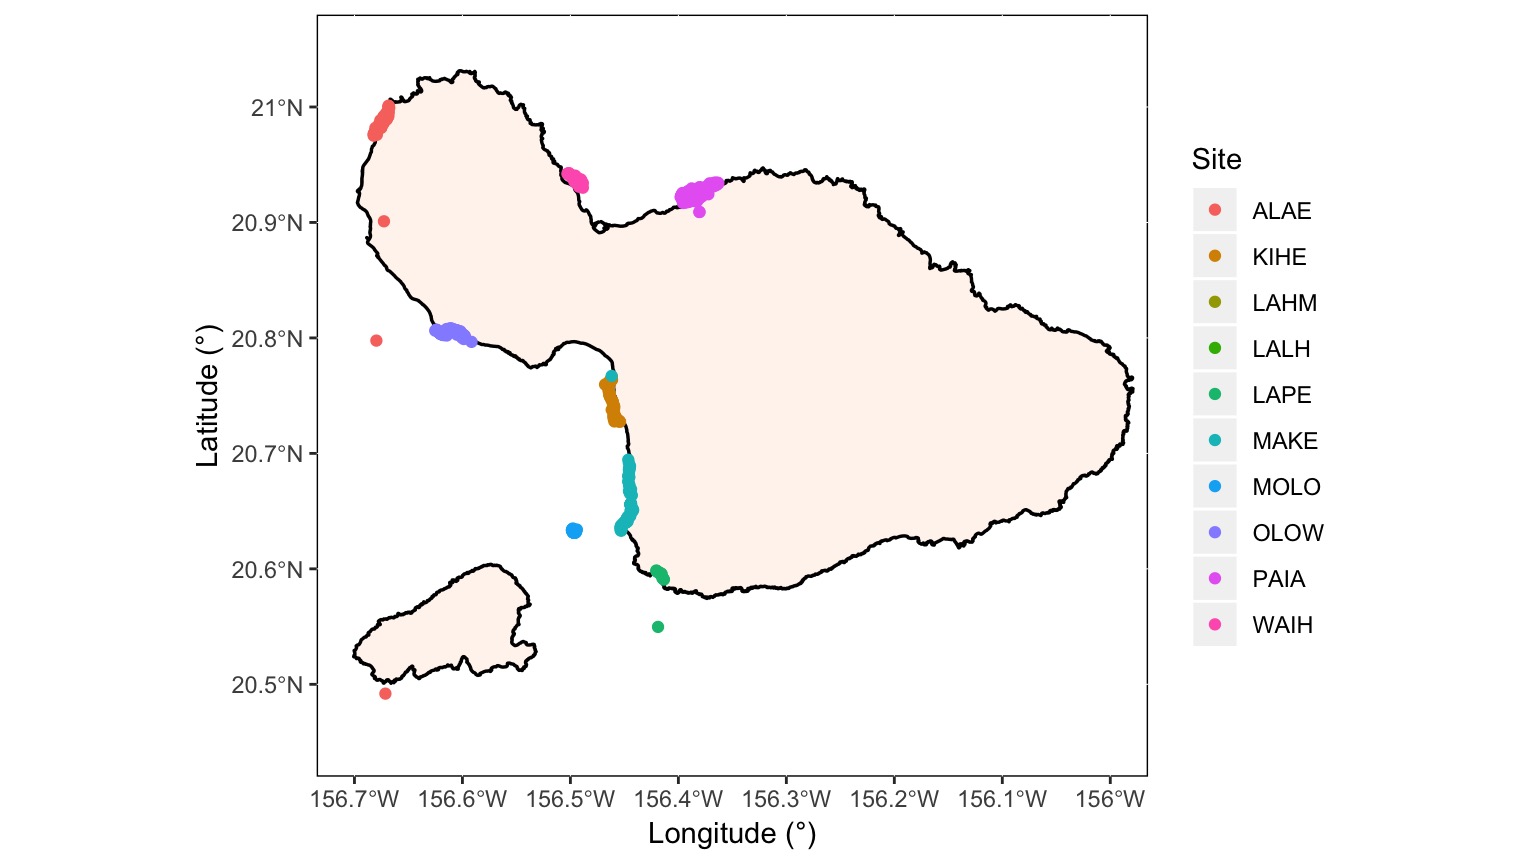 21°N
20.9°N
20.8°N
20.7°N
20.6°N
20.5°N
Latitude (°)
156.7°W 156.6°W 156.5°W 156.4°W 156.3°W 156.2°W 156.1°W 156°W
Longitude (°)
Site
ALAE
KIHE
LAHM
LALH
LAPE
MAKE
MOLO
OLOW
PAIA
WAIH